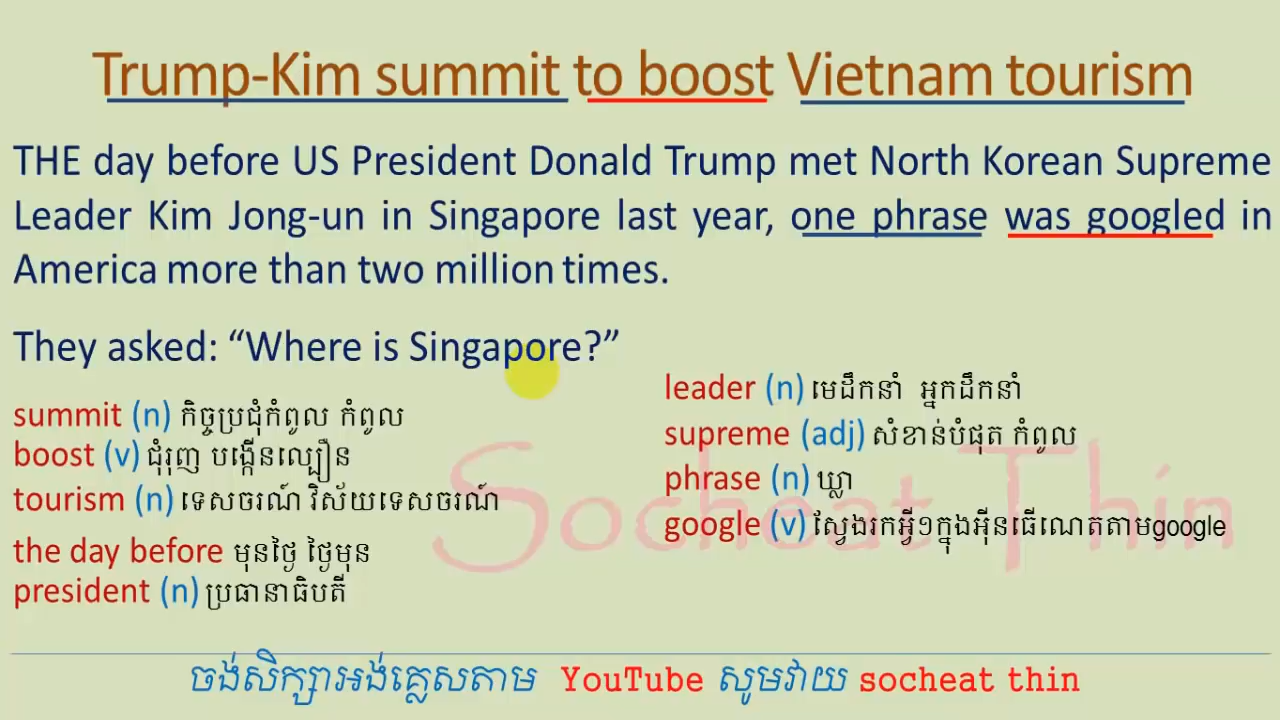 Trump-Kim summit to boost Vietnam tourism
THE day before US President Donald Trump met North Korean Supreme
Leader Kim Jong-un in Singapore last year, one phrase was googled in
America more than two million times.
They asked: “Where is Singapore?”
summit (n) កិច្ចប្រជុំកំពូល កំពូល
boost (v) ជុំរុញ បង្កើនល្បឿន
tourism (n) ទេសចរណ៍ វិស័យទេសចរណ៍
the day before មុនថ្ងៃ ថ្ងៃមុន
president (n) ប្រធានាធិបតី
leader (n) មេដឹកនាំ អ្នកដឹកនាំ
supreme (adj) សំខាន់បំផុត កំពូល
phrase (n) ឃ្លា
google (v) ស្វែងរកអ្វី១ក្នុងអ៊ីនធើណេតតាមgoogle
Socheat Thin
ចង់សិក្សាអង់គ្លេសតាម YouTube សូមវាយ socheat thin